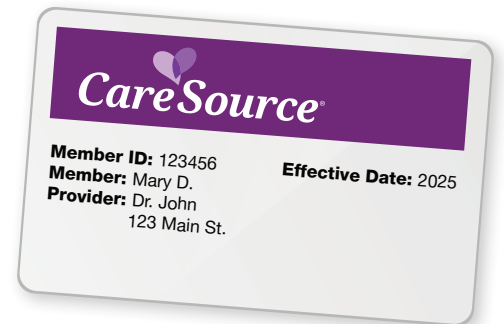 CareSource®
Member ID: 123456
Effective Date: 2025
Member: Mary D.
Provider: Dr. John
123 Main St.